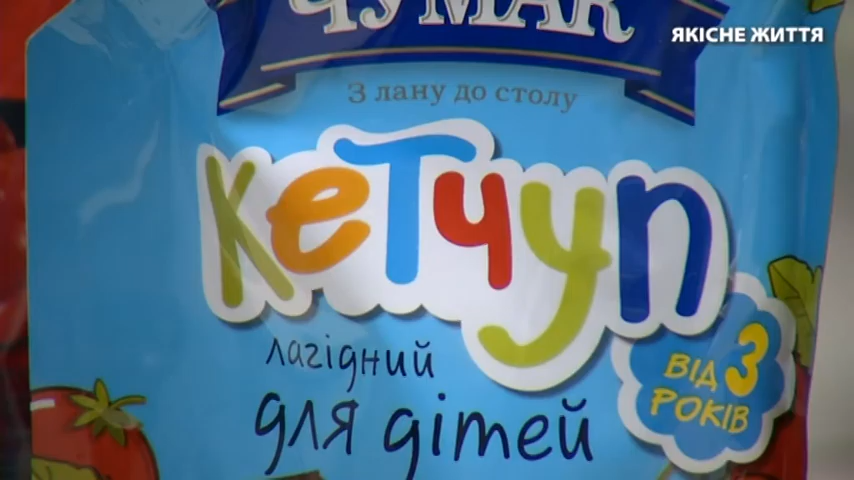 ЯКІСНЕ ЖИТТЯ
ЧУМАК
З лану до столу
Кетчуп
лагідний
для дітей
ВІД 3
РОКІВ